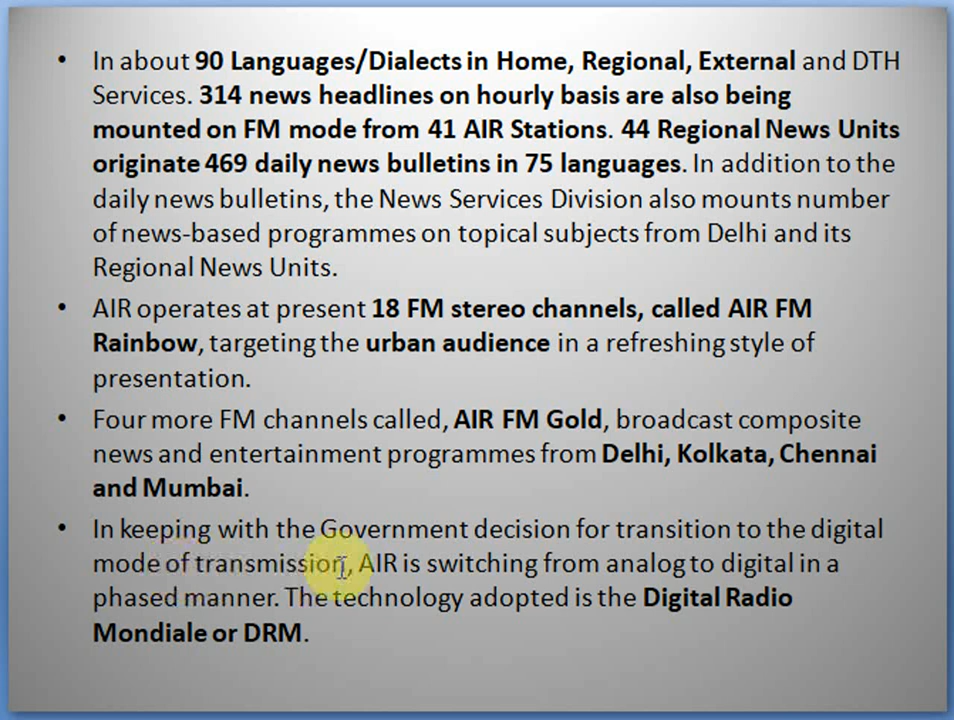 • In about 90 Languages/Dialects in Home, Regional, External and DTH
Services. 314 news headlines on hourly basis are also being
mounted on FM mode from 41 AIR Stations. 44 Regional News Units
originate 469 daily news bulletins in 75 languages. In addition to the
daily news bulletins, the News Services Division also mounts number
of news-based programmes on topical subjects from Delhi and its
Regional News Units.
• AIR operates at present 18 FM stereo channels, called AIR FM
Rainbow, targeting the urban audience in a refreshing style of
presentation.
• Four more FM channels called, AIR FM Gold, broadcast composite
news and entertainment programmes from Delhi, Kolkata, Chennai
and Mumbai.
• In keeping with the Government decision for transition to the digital
mode of transmission, AIR is switching from analog to digital in a
phased manner. The technology adopted is the Digital Radio
Mondiale or DRM.